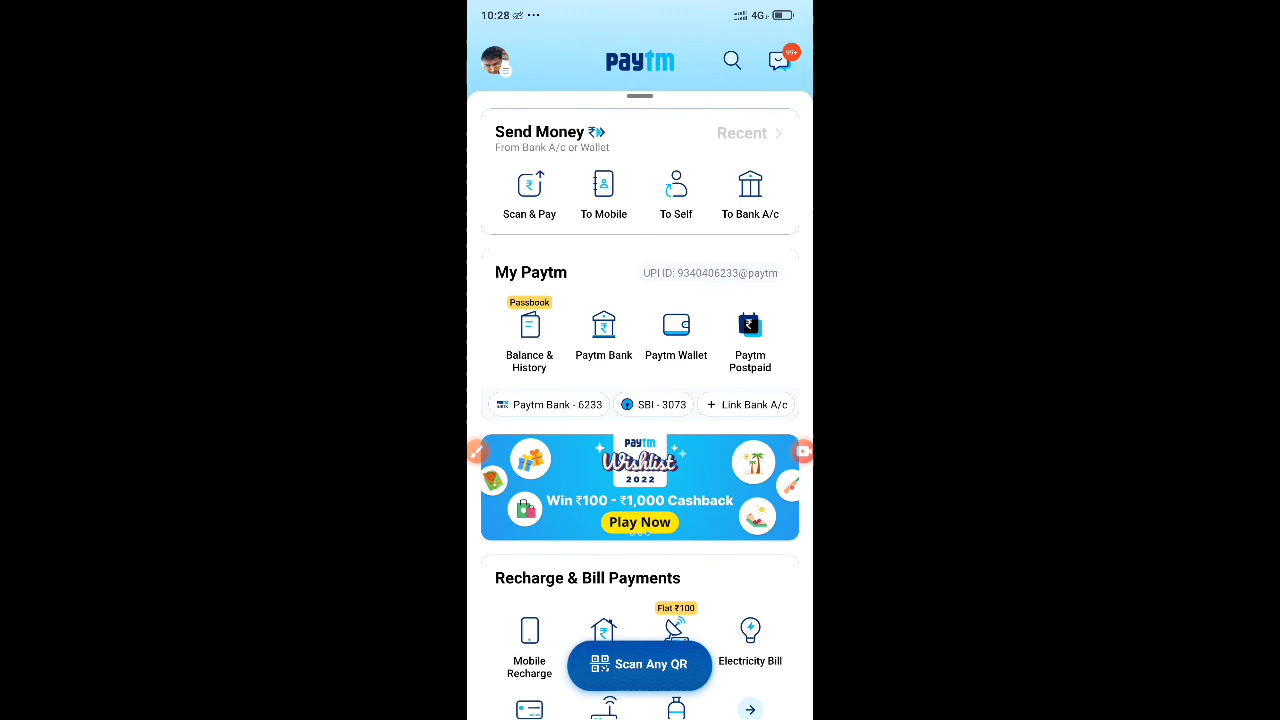 10:28
4G
paytm
99+
Send Money
Recent
From Bank A/c or Wallet
Scan & Pay
To Mobile
To Self
To Bank A/c
My Paytm
UPI ID: 9340406233@paytm
Passbook
Balance &
History
Paytm Bank
Paytm Wallet
Paytm
Postpaid
Paytm Bank - 6233
SBI - 3073
+ Link Bank A/c
PAYTM
Wishlist
2022
Win ₹100 - ₹1,000 Cashback
Play Now
Recharge & Bill Payments
Flat ₹100
Mobile
Recharge
Scan Any QR
Electricity Bill